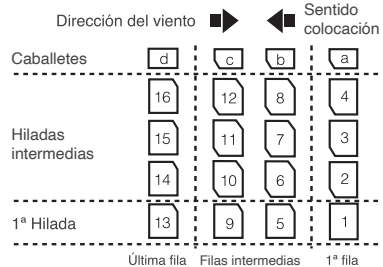 Dirección del viento
Sentido
colocación
Caballetes d c b a
16 12 8 4
Hiladas
intermedias
15 11 7 3
14 10 6 2
1ª Hilada 13 9 5 1
Última fila Filas intermedias 1ª fila